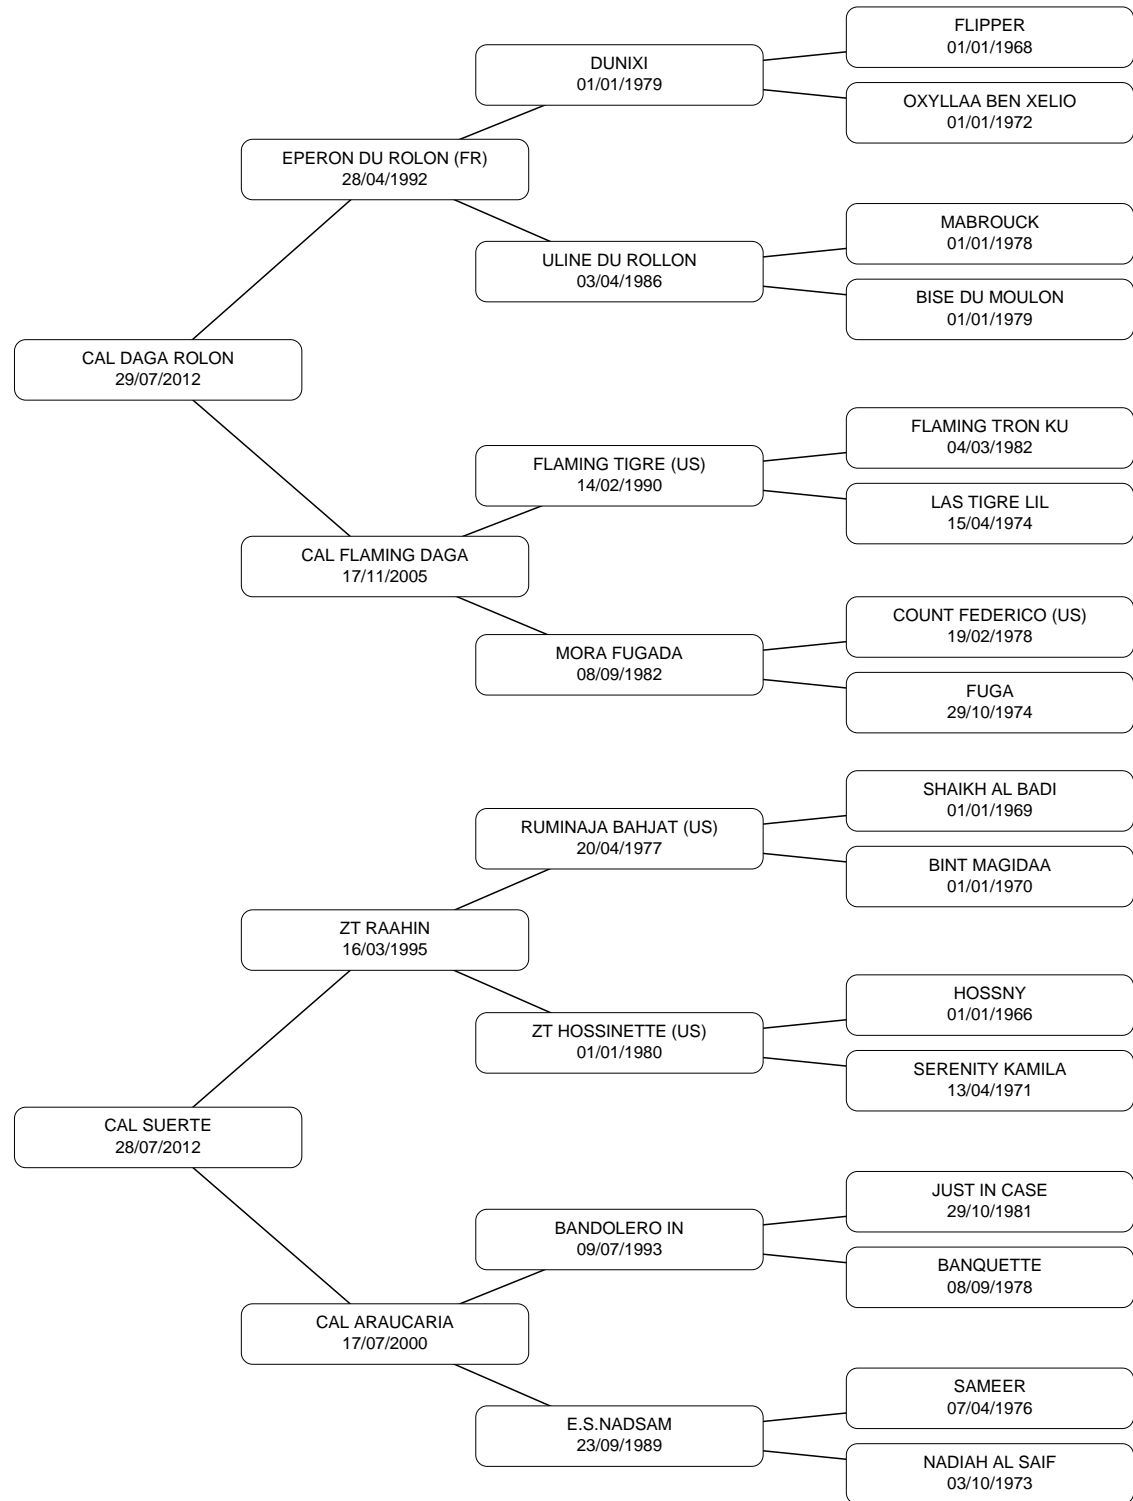 FLIPPER
01/01/1968
DUNIXI
01/01/1979
OXYLLAA BEN XELIO
01/01/1972
EPERON DU ROLON (FR)
28/04/1992
MABROUCK
01/01/1978
ULINE DU ROLLON
03/04/1986
BISE DU MOULON
01/01/1979
CAL DAGA ROLON
29/07/2012
FLAMING TRON KU
04/03/1982
FLAMING TIGRE (US)
14/02/1990
LAS TIGRE LIL
15/04/1974
CAL FLAMING DAGA
17/11/2005
COUNT FEDERICO (US)
19/02/1978
MORA FUGADA
08/09/1982
FUGA
29/10/1974
SHAIKH AL BADI
01/01/1969
RUMINAJA BAHJAT (US)
20/04/1977
BINT MAGIDAA
01/01/1970
ZT RAAHIN
16/03/1995
HOSSNY
01/01/1966
ZT HOSSINETTE (US)
01/01/1980
SERENITY KAMILA
13/04/1971
CAL SUERTE
28/07/2012
JUST IN CASE
29/10/1981
BANDOLERO IN
09/07/1993
BANQUETTE
08/09/1978
CAL ARAUCARIA
17/07/2000
SAMEER
07/04/1976
E.S.NADSAM
23/09/1989
NADIAH AL SAIF
03/10/1973